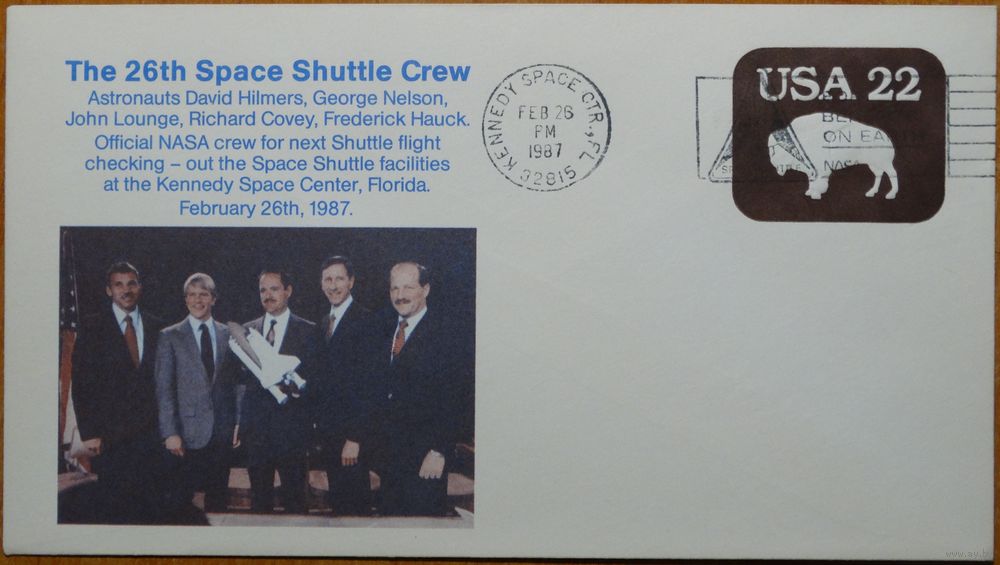 The 26th Space Shuttle Crew
Astronauts David Hilmers, George Nelson,
John Lounge, Richard Covey, Frederick Hauck.
Official NASA crew for next Shuttle flight
checking – out the Space Shuttle facilities
at the Kennedy Space Center, Florida.
February 26th, 1987.
KENNEDY SPACE CTR., FL
FEB 26
PM
1987
32815
USA 22
ON EARTH
NASA